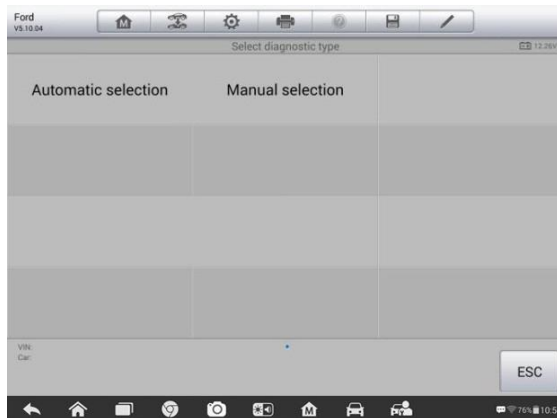 Ford
V5.10.04
Select diagnostic type
12.26V
Automatic selection
Manual selection
VIN:
Car:
ESC
76%